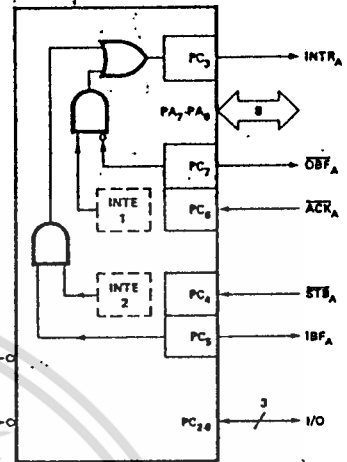 PC3 INTRA
PA7-PA0 8
PC7 OBFA
INTE 1 PC6 ACKA
INTE 2 PC4 STBA
PC5 IBFA
PC2-0 3 I/O